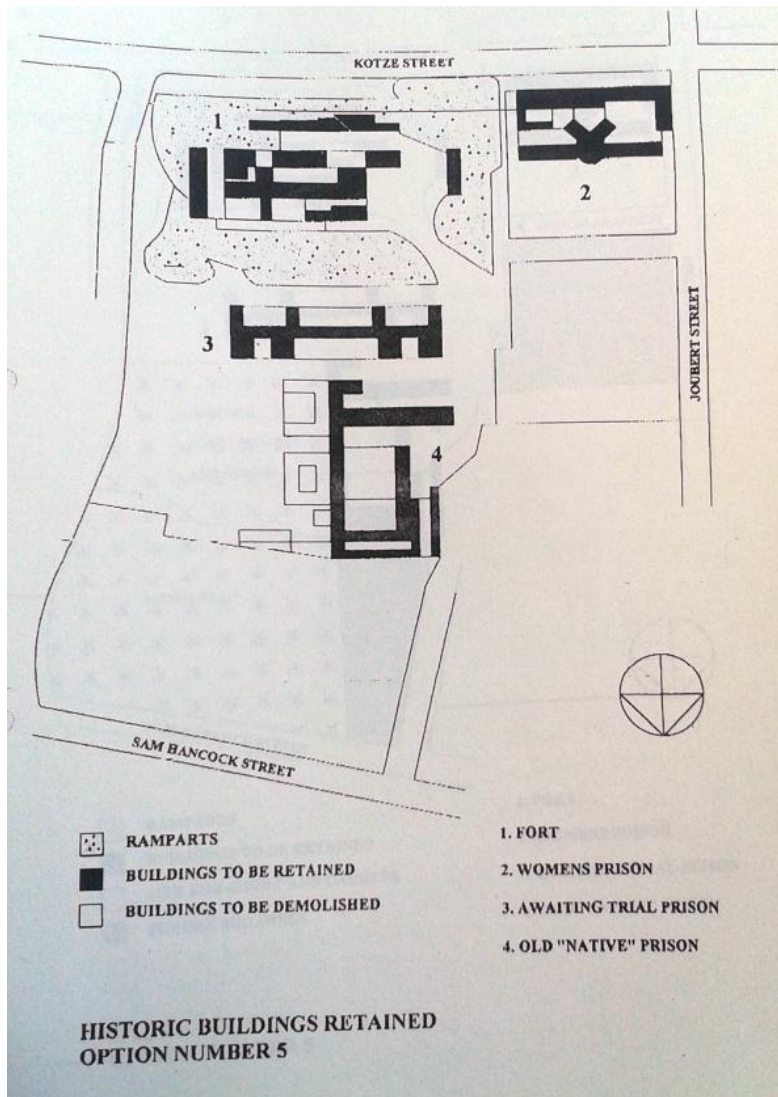 KOTZE STREET
1
2
JOUBERT STREET
3
4
SAM HANCOCK STREET
RAMPARTS
BUILDINGS TO BE RETAINED
BUILDINGS TO BE DEMOLISHED
1. FORT
2. WOMENS PRISON
3. AWAITING TRIAL PRISON
4. OLD "NATIVE" PRISON
HISTORIC BUILDINGS RETAINED
OPTION NUMBER 5